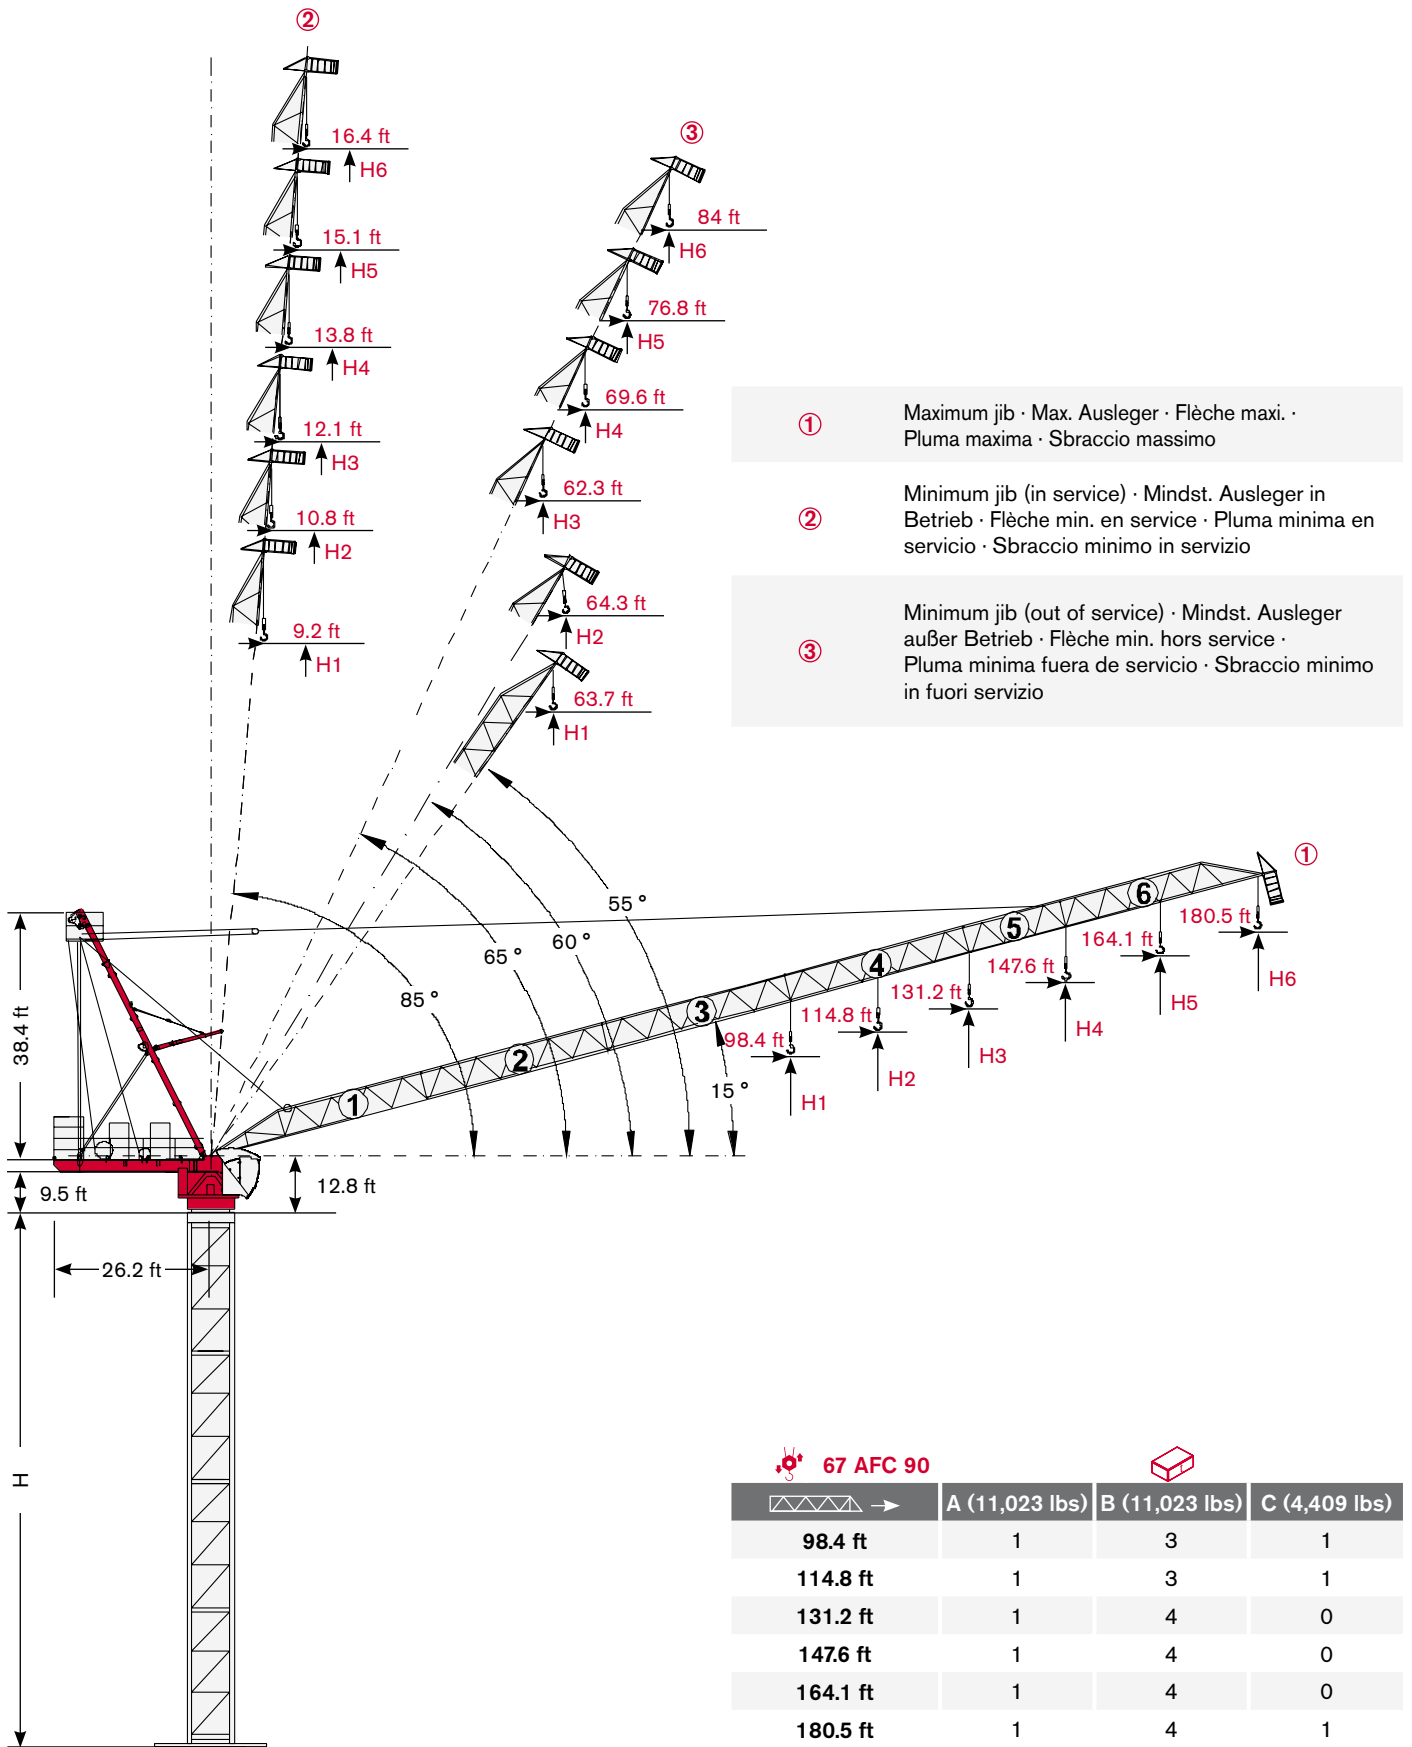 ②
16.4 ft
H6
15.1 ft
H5
13.8 ft
H4
12.1 ft
H3
10.8 ft
H2
9.2 ft
H1
③
84 ft
H6
76.8 ft
H5
69.6 ft
H4
62.3 ft
H3
64.3 ft
H2
63.7 ft
H1
① Maximum jib · Max. Ausleger · Flèche maxi. ·
Pluma maxima · Sbraccio massimo
② Minimum jib (in service) · Mindst. Ausleger in
Betrieb · Flèche min. en service · Pluma minima en
servicio · Sbraccio minimo in servizio
③ Minimum jib (out of service) · Mindst. Ausleger
außer Betrieb · Flèche min. hors service ·
Pluma minima fuera de servicio · Sbraccio minimo
in fuori servizio
①
85 °
65 °
60 °
55 °
15 °
1
2
3
4
5
6
98.4 ft
H1
114.8 ft
H2
131.2 ft
H3
147.6 ft
H4
164.1 ft
H5
180.5 ft
H6
38.4 ft
9.5 ft
12.8 ft
26.2 ft
H
67 AFC 90
A (11,023 lbs) B (11,023 lbs) C (4,409 lbs)
98.4 ft 1 3 1
114.8 ft 1 3 1
131.2 ft 1 4 0
147.6 ft 1 4 0
164.1 ft 1 4 0
180.5 ft 1 4 1